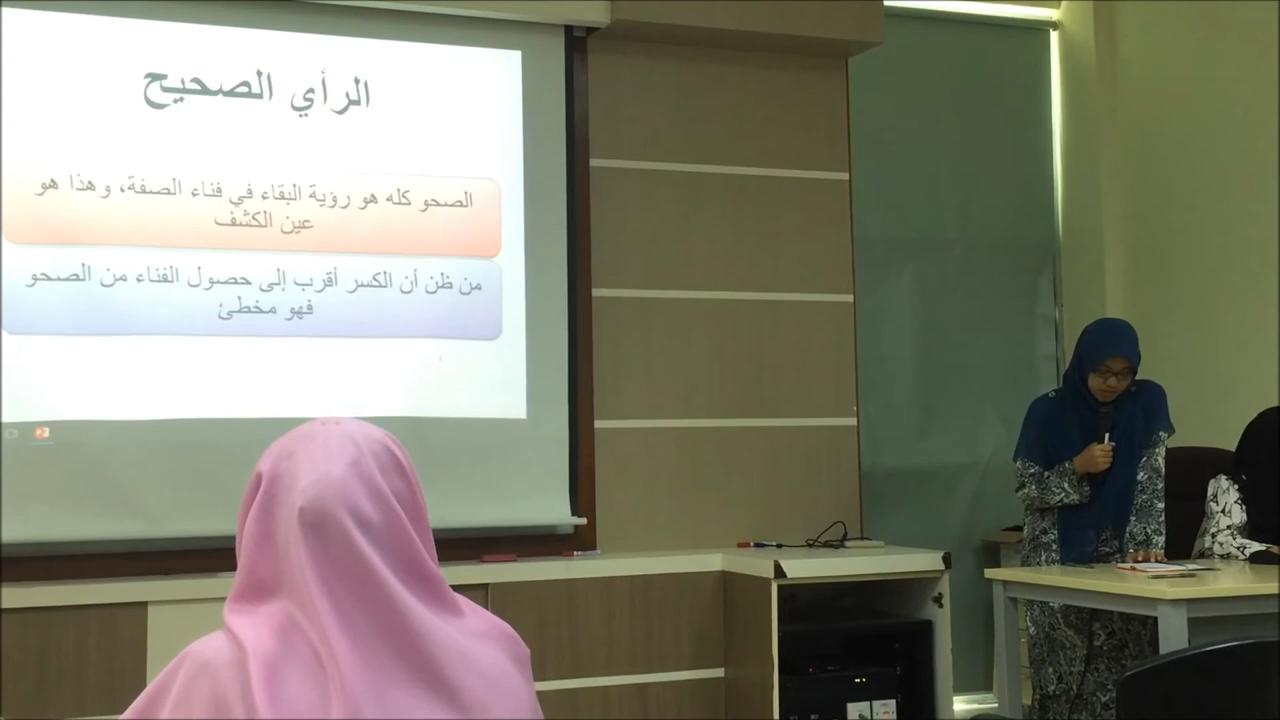 الرأي الصحيح
الصحو كله هو رؤية البقاء في فناء الصفة، وهذا هو
عين الكشف
من ظن أن الكسر أقرب إلى حصول الفناء من الصحو
فهو مخطئ